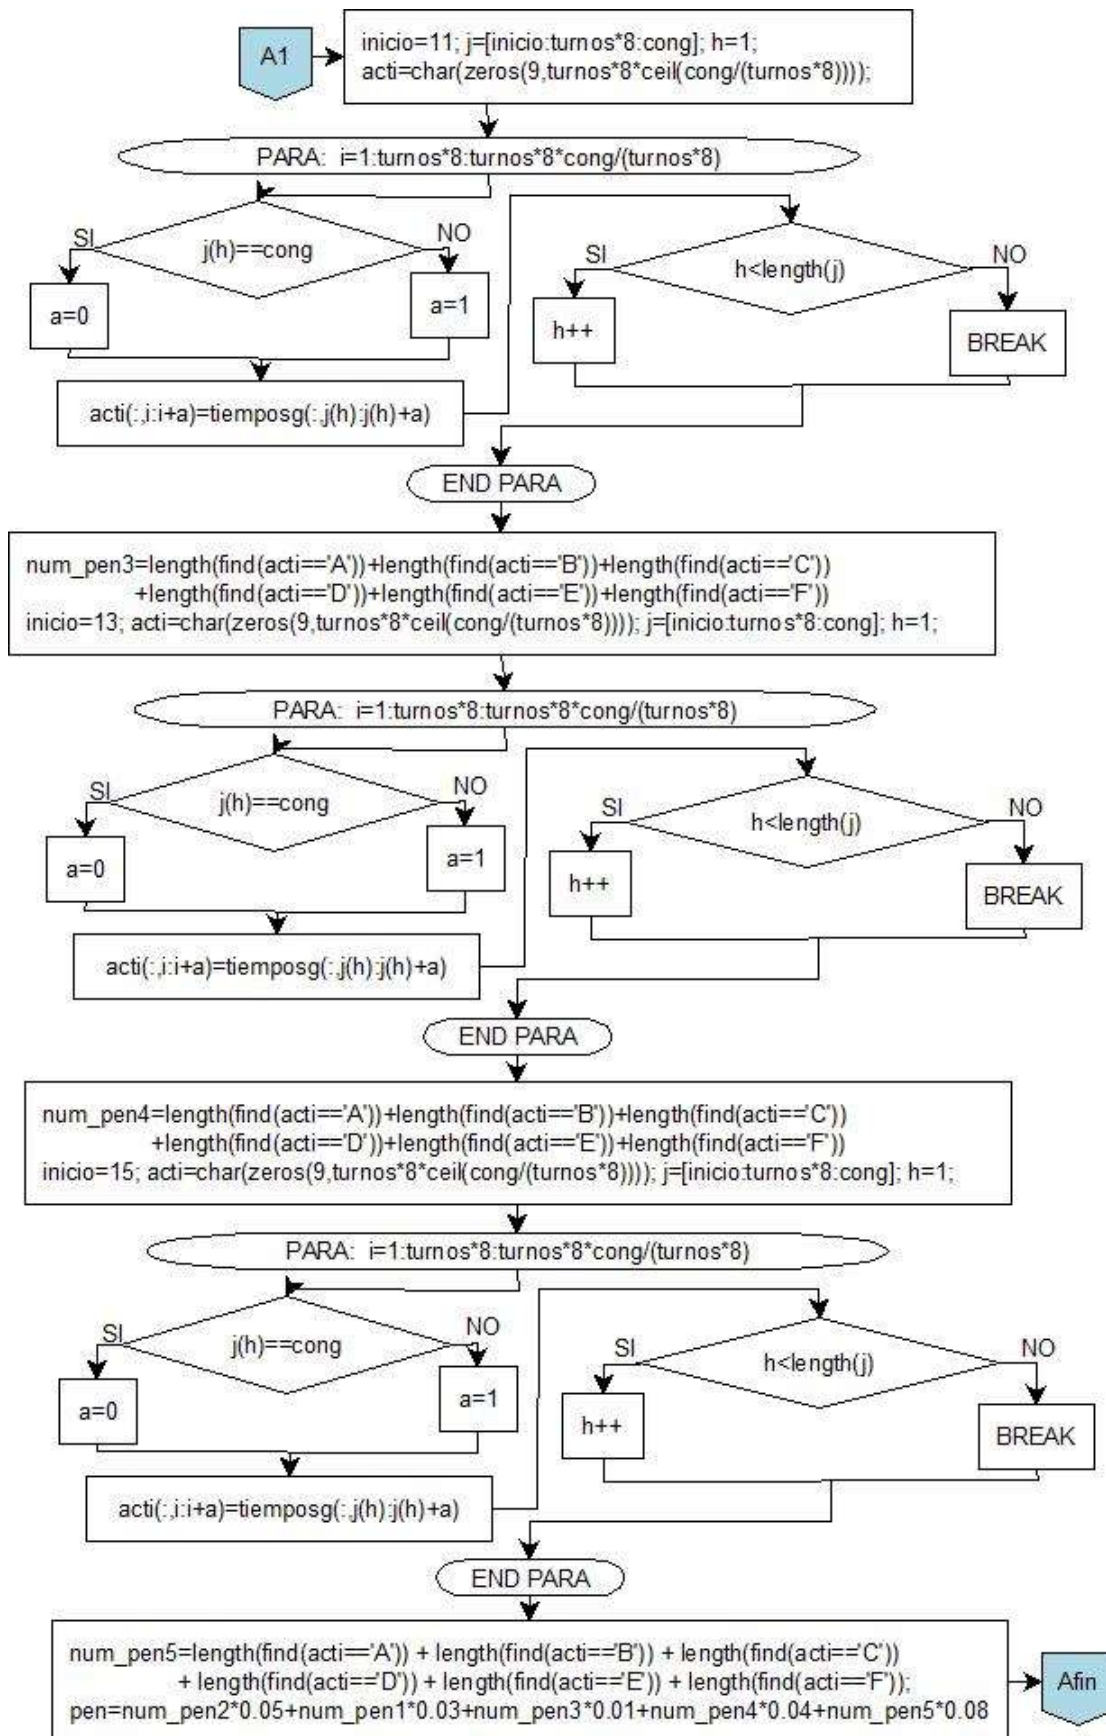 A1
inicio=11; j=[inicio:turnos*8:cong]; h=1;
acti=char(zeros(9,turnos*8*ceil(cong/(turnos*8))));
PARA: i=1:turnos*8:turnos*8*cong/(turnos*8)
SI
j(h)==cong
NO
a=0
a=1
acti(:,i:i+a)=tiemposg(:,j(h):j(h)+a)
SI
h<length(j)
NO
h++
BREAK
END PARA
num_pen3=length(find(acti=='A'))+length(find(acti=='B'))+length(find(acti=='C'))
+length(find(acti=='D'))+length(find(acti=='E'))+length(find(acti=='F'))
inicio=13; acti=char(zeros(9,turnos*8*ceil(cong/(turnos*8)))); j=[inicio:turnos*8:cong]; h=1;
PARA: i=1:turnos*8:turnos*8*cong/(turnos*8)
SI
j(h)==cong
NO
a=0
a=1
acti(:,i:i+a)=tiemposg(:,j(h):j(h)+a)
SI
h<length(j)
NO
h++
BREAK
END PARA
num_pen4=length(find(acti=='A'))+length(find(acti=='B'))+length(find(acti=='C'))
+length(find(acti=='D'))+length(find(acti=='E'))+length(find(acti=='F'))
inicio=15; acti=char(zeros(9,turnos*8*ceil(cong/(turnos*8)))); j=[inicio:turnos*8:cong]; h=1;
PARA: i=1:turnos*8:turnos*8*cong/(turnos*8)
SI
j(h)==cong
NO
a=0
a=1
acti(:,i:i+a)=tiemposg(:,j(h):j(h)+a)
SI
h<length(j)
NO
h++
BREAK
END PARA
num_pen5=length(find(acti=='A')) + length(find(acti=='B')) + length(find(acti=='C'))
+ length(find(acti=='D')) + length(find(acti=='E')) + length(find(acti=='F'));
pen=num_pen2*0.05+num_pen1*0.03+num_pen3*0.01+num_pen4*0.04+num_pen5*0.08
Afin